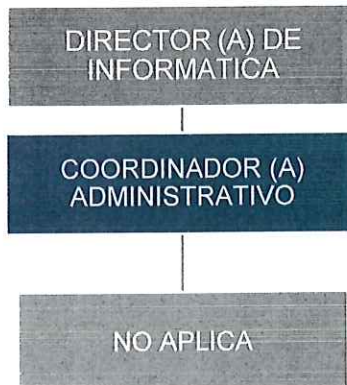 DIRECTOR (A) DE
INFORMATICA
COORDINADOR (A)
ADMINISTRATIVO
NO APLICA